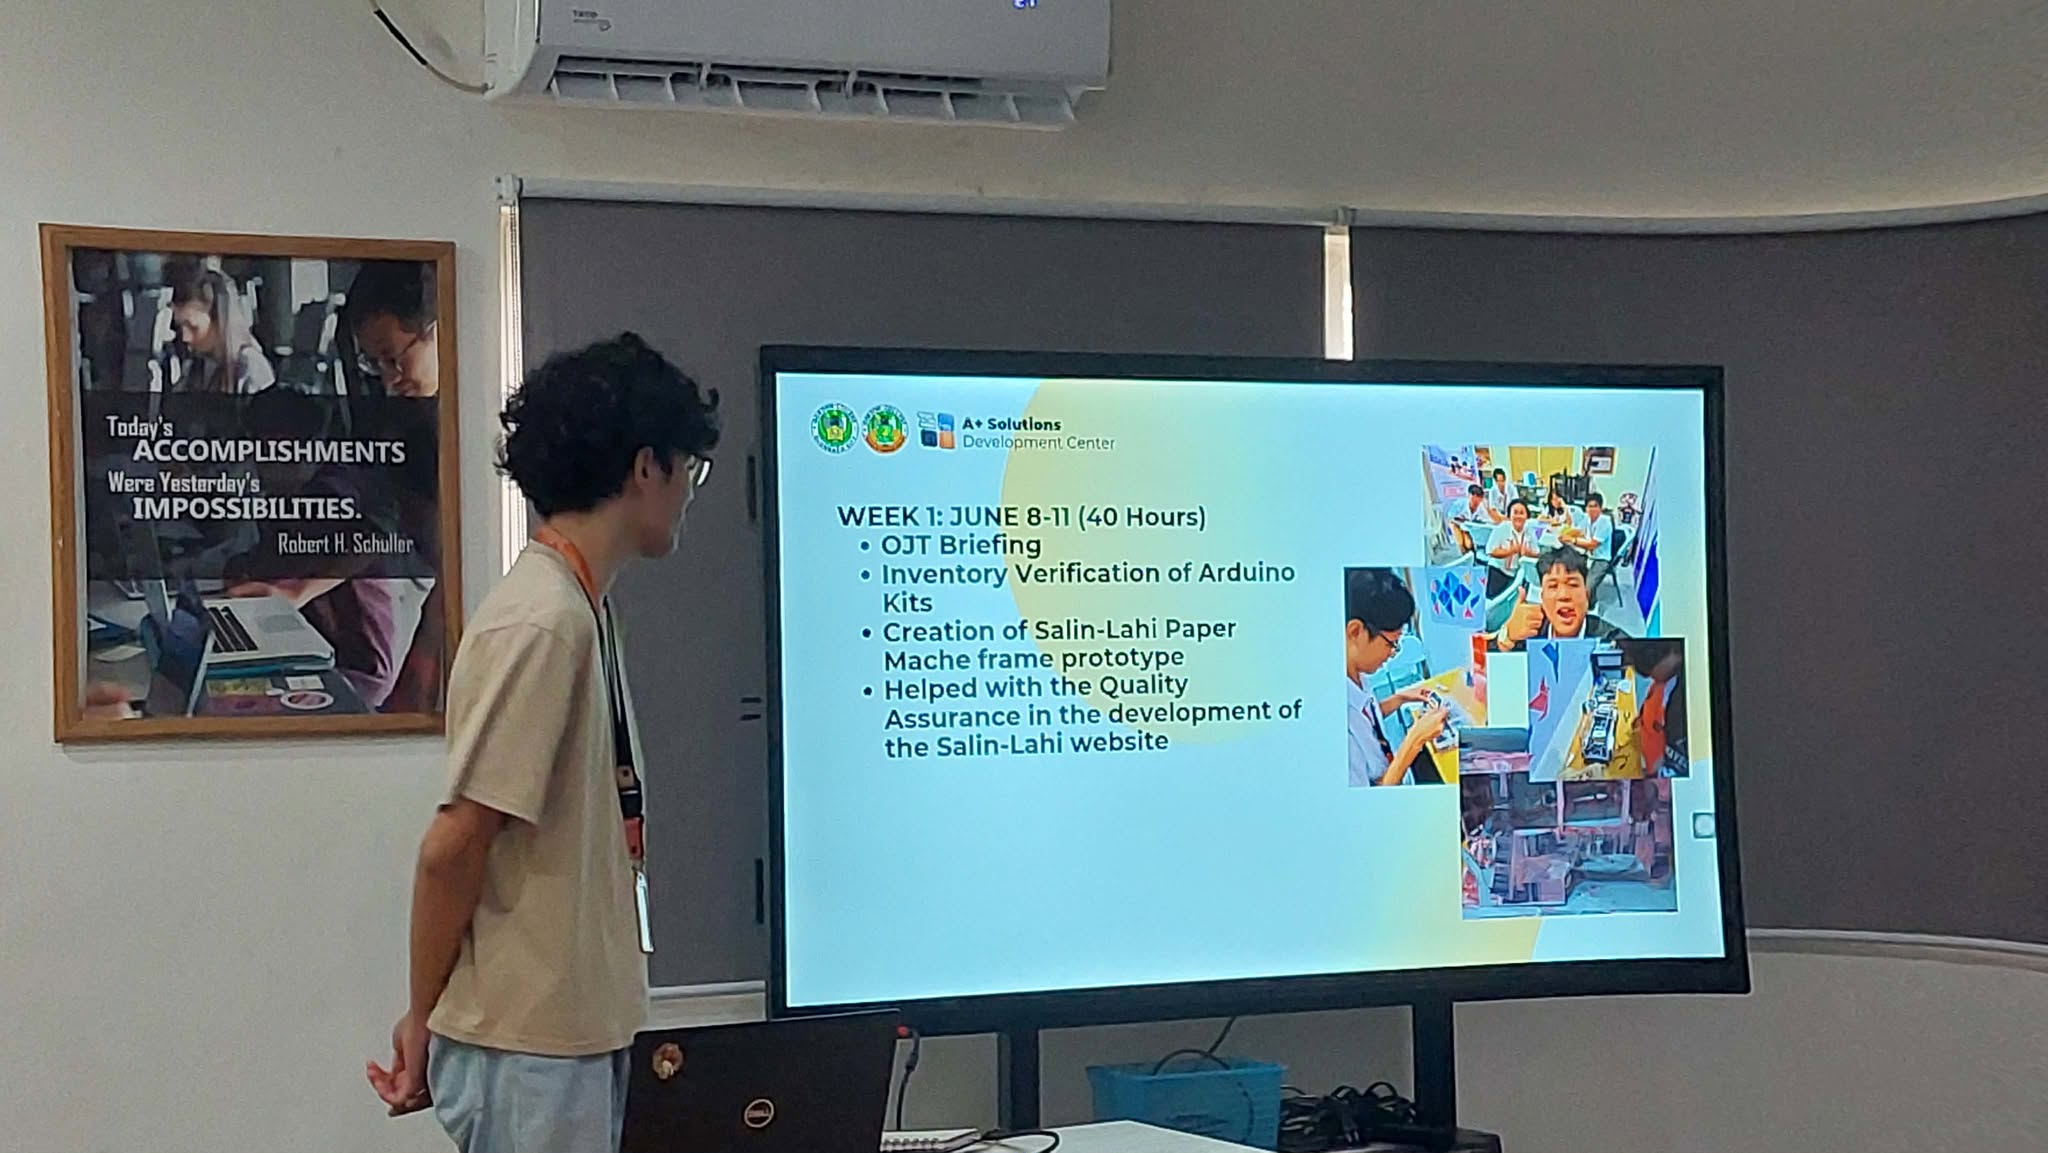 Today's
ACCOMPLISHMENTS
Were Yesterday's
IMPOSSIBILITIES.
Robert H. Schuller
A+ Solutions
Development Center
WEEK 1: JUNE 8-11 (40 Hours)
• OJT Briefing
• Inventory Verification of Arduino
Kits
• Creation of Salin-Lahi Paper
Mache frame prototype
• Helped with the Quality
Assurance in the development of
the Salin-Lahi website
DELL